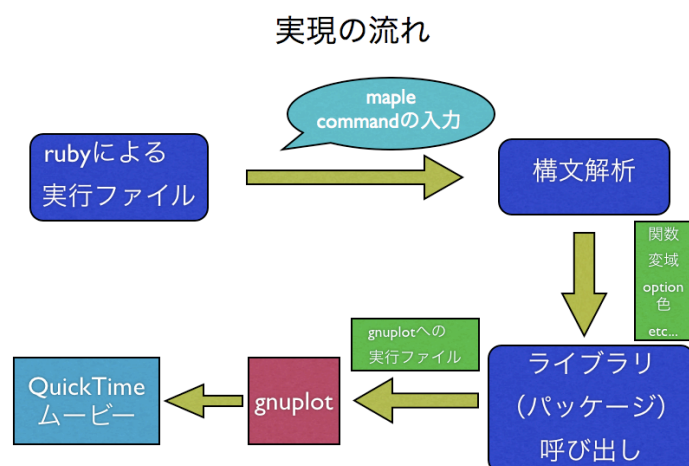 実現の流れ
maple
commandの入力
rubyによる
実行ファイル
構文解析
関数
変域
option
色
etc...
gnuplotへの
実行ファイル
ライブラリ
（パッケージ）
呼び出し
gnuplot
QuickTime
ムービー